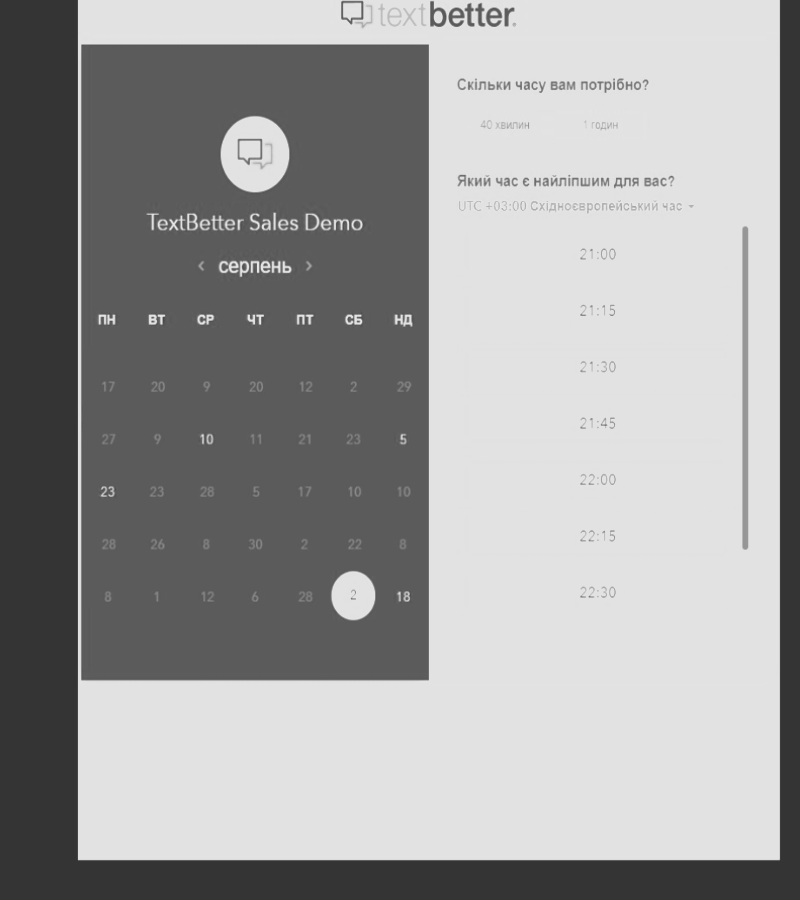 textbetter.
TextBetter Sales Demo
‹ серпень ›
ПН ВТ СР ЧТ ПТ СБ НД
17 20 9 20 12 2 29
27 9 10 11 21 23 5
23 23 28 5 17 10 10
28 26 8 30 2 22 8
8 1 12 6 28 2 18
Скільки часу вам потрібно?
40 хвилин 1 годин
Який час є найліпшим для вас?
UTC +03:00 Східноєвропейський час
21:00
21:15
21:30
21:45
22:00
22:15
22:30